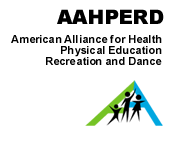 AAHPERD
American Alliance for Health
Physical Education
Recreation and Dance